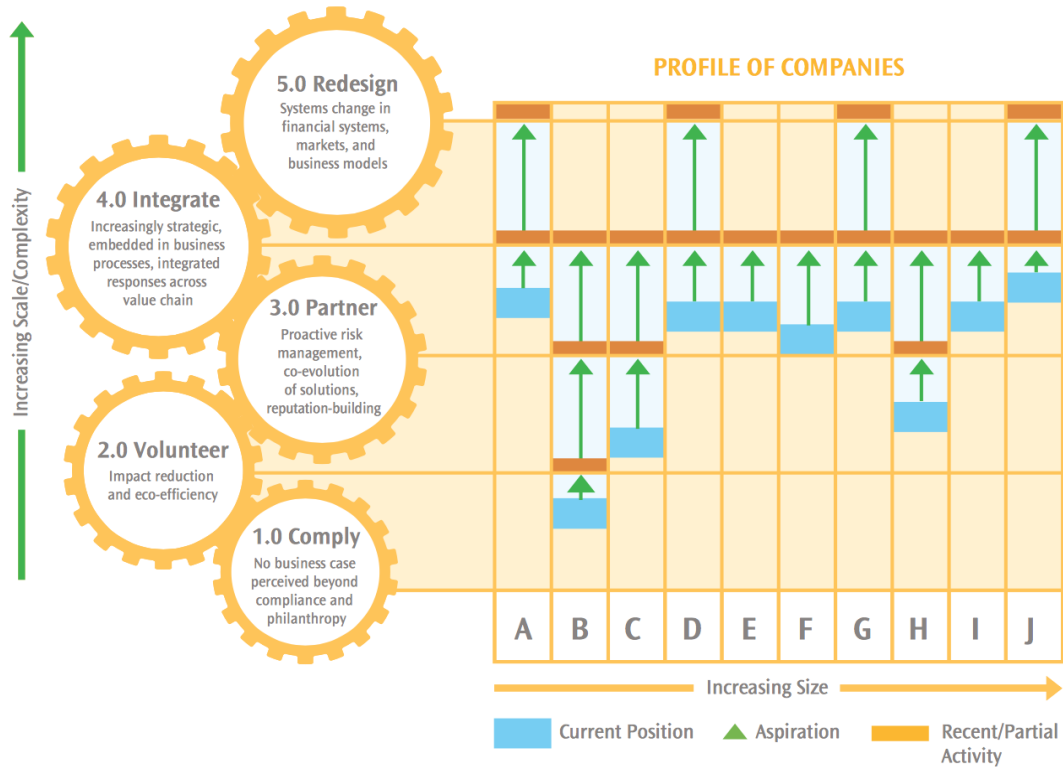 Increasing Scale/Complexity
5.0 Redesign
Systems change in
financial systems,
markets, and
business models
4.0 Integrate
Increasingly strategic,
embedded in business
processes, integrated
responses across
value chain
3.0 Partner
Proactive risk
management,
co-evolution
of solutions,
reputation-building
2.0 Volunteer
Impact reduction
and eco-efficiency
1.0 Comply
No business case
perceived beyond
compliance and
philanthropy
PROFILE OF COMPANIES
A B C D E F G H I J
Increasing Size
Current Position
Aspiration
Recent/Partial
Activity